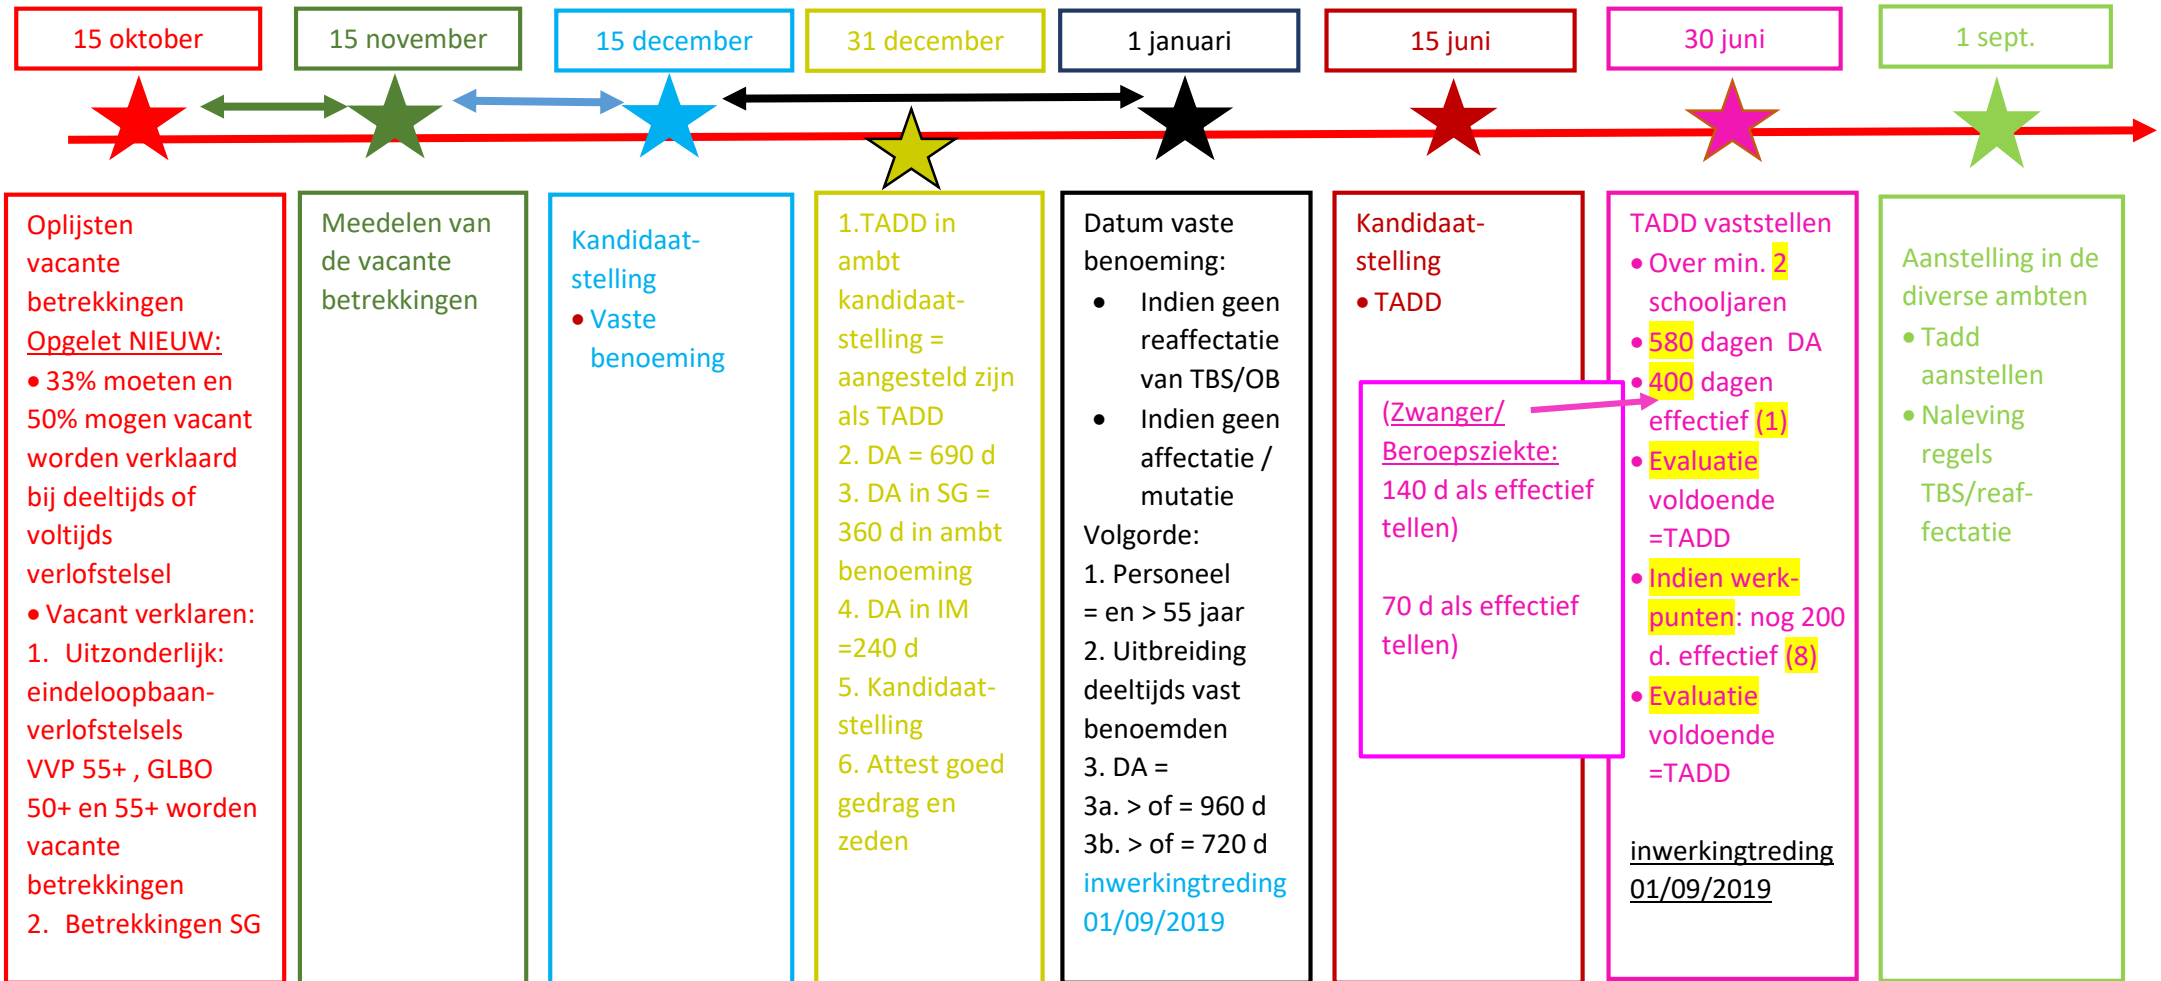 15 oktober
15 november
15 december
31 december
1 januari
15 juni
30 juni
1 sept.
Oplijsten
vacante
betrekkingen
Opgelet NIEUW:
• 33% moeten en
50% mogen vacant
worden verklaard
bij deeltijds of
voltijds
verlofstelsel
• Vacant verklaren:
1. Uitzonderlijk:
eindeloopbaan-
verlofstelsels
VVP 55+ , GLBO
50+ en 55+ worden
vacante
betrekkingen
2. Betrekkingen SG
Meedelen van
de vacante
betrekkingen
Kandidaat-
stelling
• Vaste
benoeming
1.TADD in
ambt
kandidaat-
stelling =
aangesteld zijn
als TADD
2. DA = 690 d
3. DA in SG =
360 d in ambt
benoeming
4. DA in IM
=240 d
5. Kandidaat-
stelling
6. Attest goed
gedrag en
zeden
Datum vaste
benoeming:
• Indien geen
reaffectatie
van TBS/OB
• Indien geen
affectatie /
mutatie
Volgorde:
1. Personeel
= en > 55 jaar
2. Uitbreiding
deeltijds vast
benoemden
3. DA =
3a. > of = 960 d
3b. > of = 720 d
inwerkingtreding
01/09/2019
Kandidaat-
stelling
• TADD
(Zwanger/
Beroepsziekte:
140 d als effectief
tellen)
70 d als effectief
tellen)
TADD vaststellen
• Over min. 2
schooljaren
• 580 dagen DA
• 400 dagen
effectief (1)
• Evaluatie
voldoende
=TADD
• Indien werk-
punten: nog 200
d. effectief (8)
• Evaluatie
voldoende
=TADD
inwerkingtreding
01/09/2019
Aanstelling in de
diverse ambten
• Tadd
aanstellen
• Naleving
regels
TBS/reaf-
fectatie